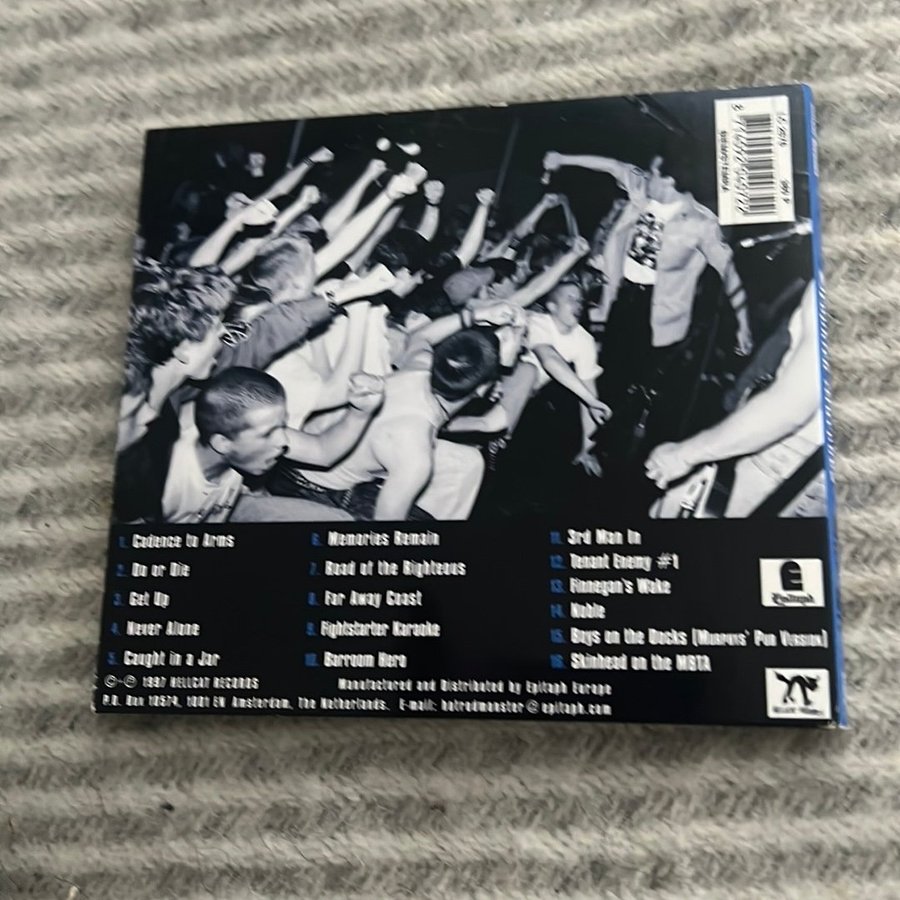 1. Cadence to Arms
2. Do or Die
3. Get Up
4. Never Alone
5. Caught in a Jar
6. Memories Remain
7. Road of the Righteous
8. Far Away Coast
9. Fightstarter Karaoke
10. Barroom Hero
11. 3rd Man In
12. Tenant Enemy #1
13. Finnegan's Wake
14. Noble
15. Boys on the Docks (Murphys' Pub Version)
16. Skinhead on the MBTA
©+℗ 1997 HELLCAT RECORDS
Manufactured and Distributed by Epitaph Europe
P.O. Box 10574, 1001 EN Amsterdam, The Netherlands. E-mail: hotrodmonster@epitaph.com
Epitaph